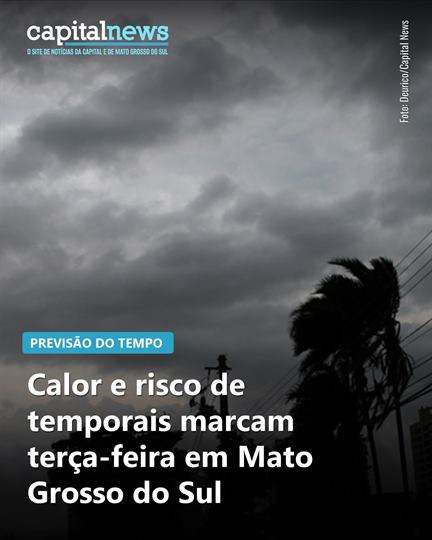 capitalnews
O SITE DE NOTÍCIAS DA CAPITAL E DE MATO GROSSO DO SUL
Foto: Deurico/Capital News
PREVISÃO DO TEMPO
Calor e risco de
temporais marcam
terça-feira em Mato
Grosso do Sul